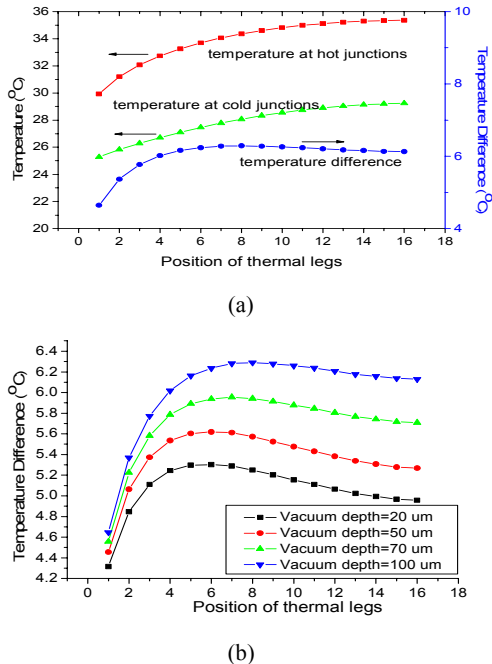 36
34
32
30
28
26
24
22
20
10
8
6
4
Temperature (°C)
Temperature Difference (°C)
temperature at hot junctions
temperature at cold junctions
temperature difference
0 2 4 6 8 10 12 14 16 18
Position of thermal legs
(a)
6.4
6.2
6.0
5.8
5.6
5.4
5.2
5.0
4.8
4.6
4.4
4.2
Temperature Difference (°C)
Vacuum depth=20 um
Vacuum depth=50 um
Vacuum depth=70 um
Vacuum depth=100 um
0 2 4 6 8 10 12 14 16 18
Position of thermal legs
(b)